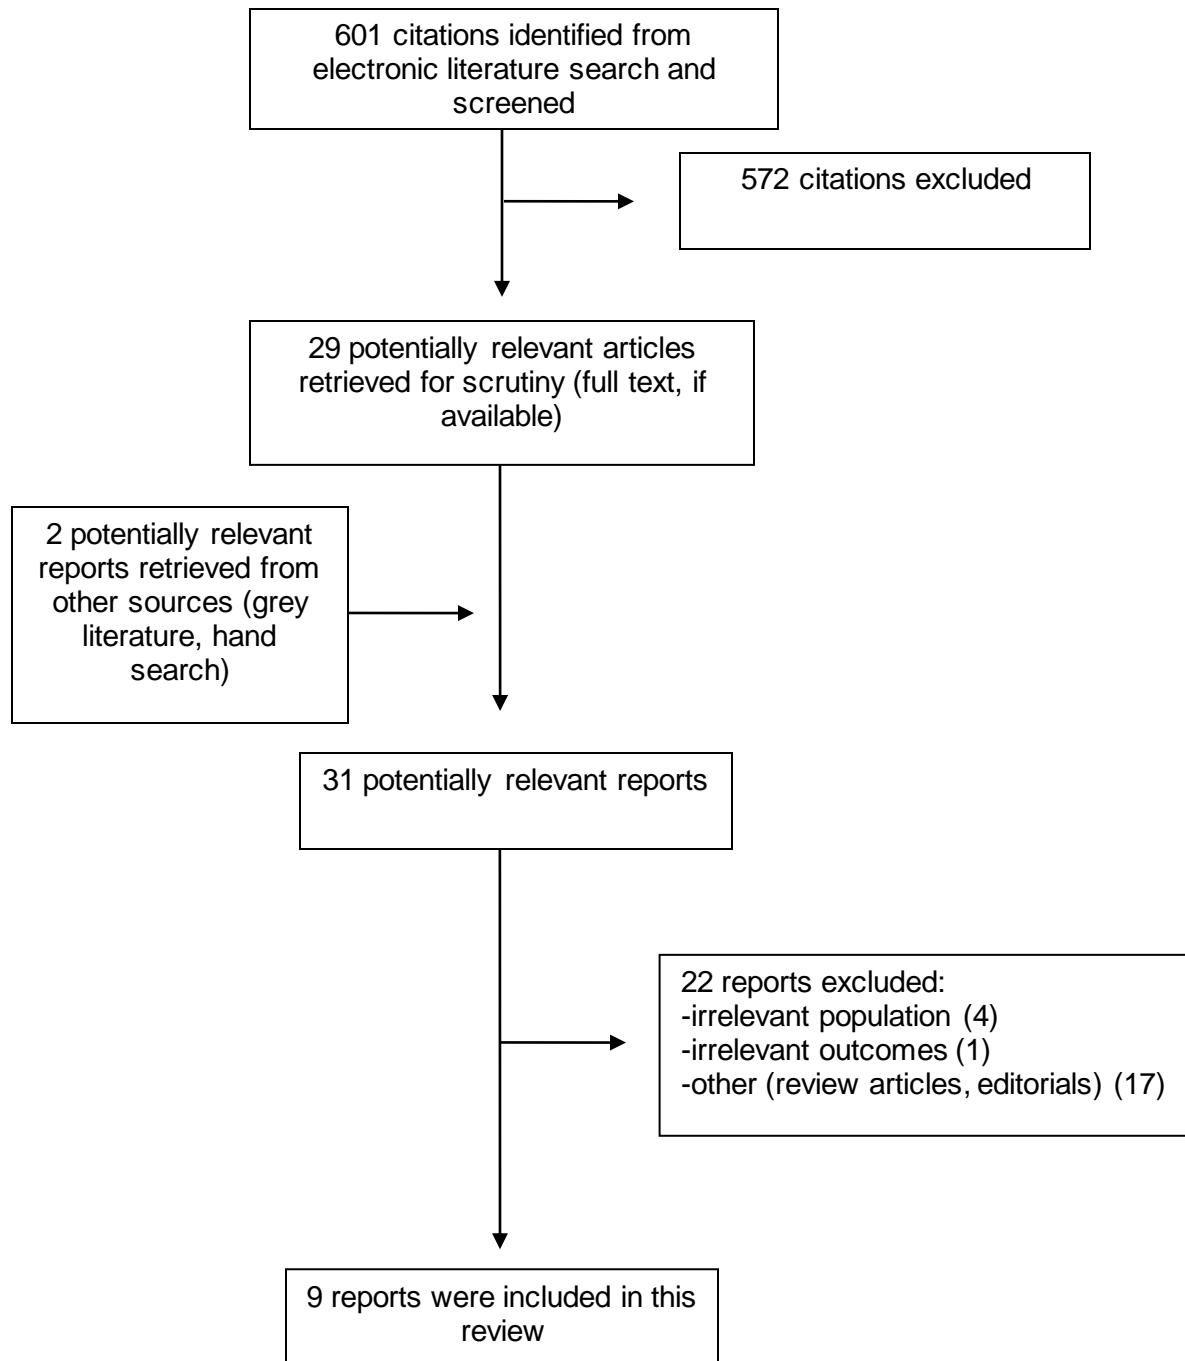 601 citations identified from
electronic literature search and
screened
572 citations excluded
29 potentially relevant articles
retrieved for scrutiny (full text, if
available)
2 potentially relevant
reports retrieved from
other sources (grey
literature, hand
search)
31 potentially relevant reports
22 reports excluded:
-irrelevant population (4)
-irrelevant outcomes (1)
-other (review articles, editorials) (17)
9 reports were included in this
review